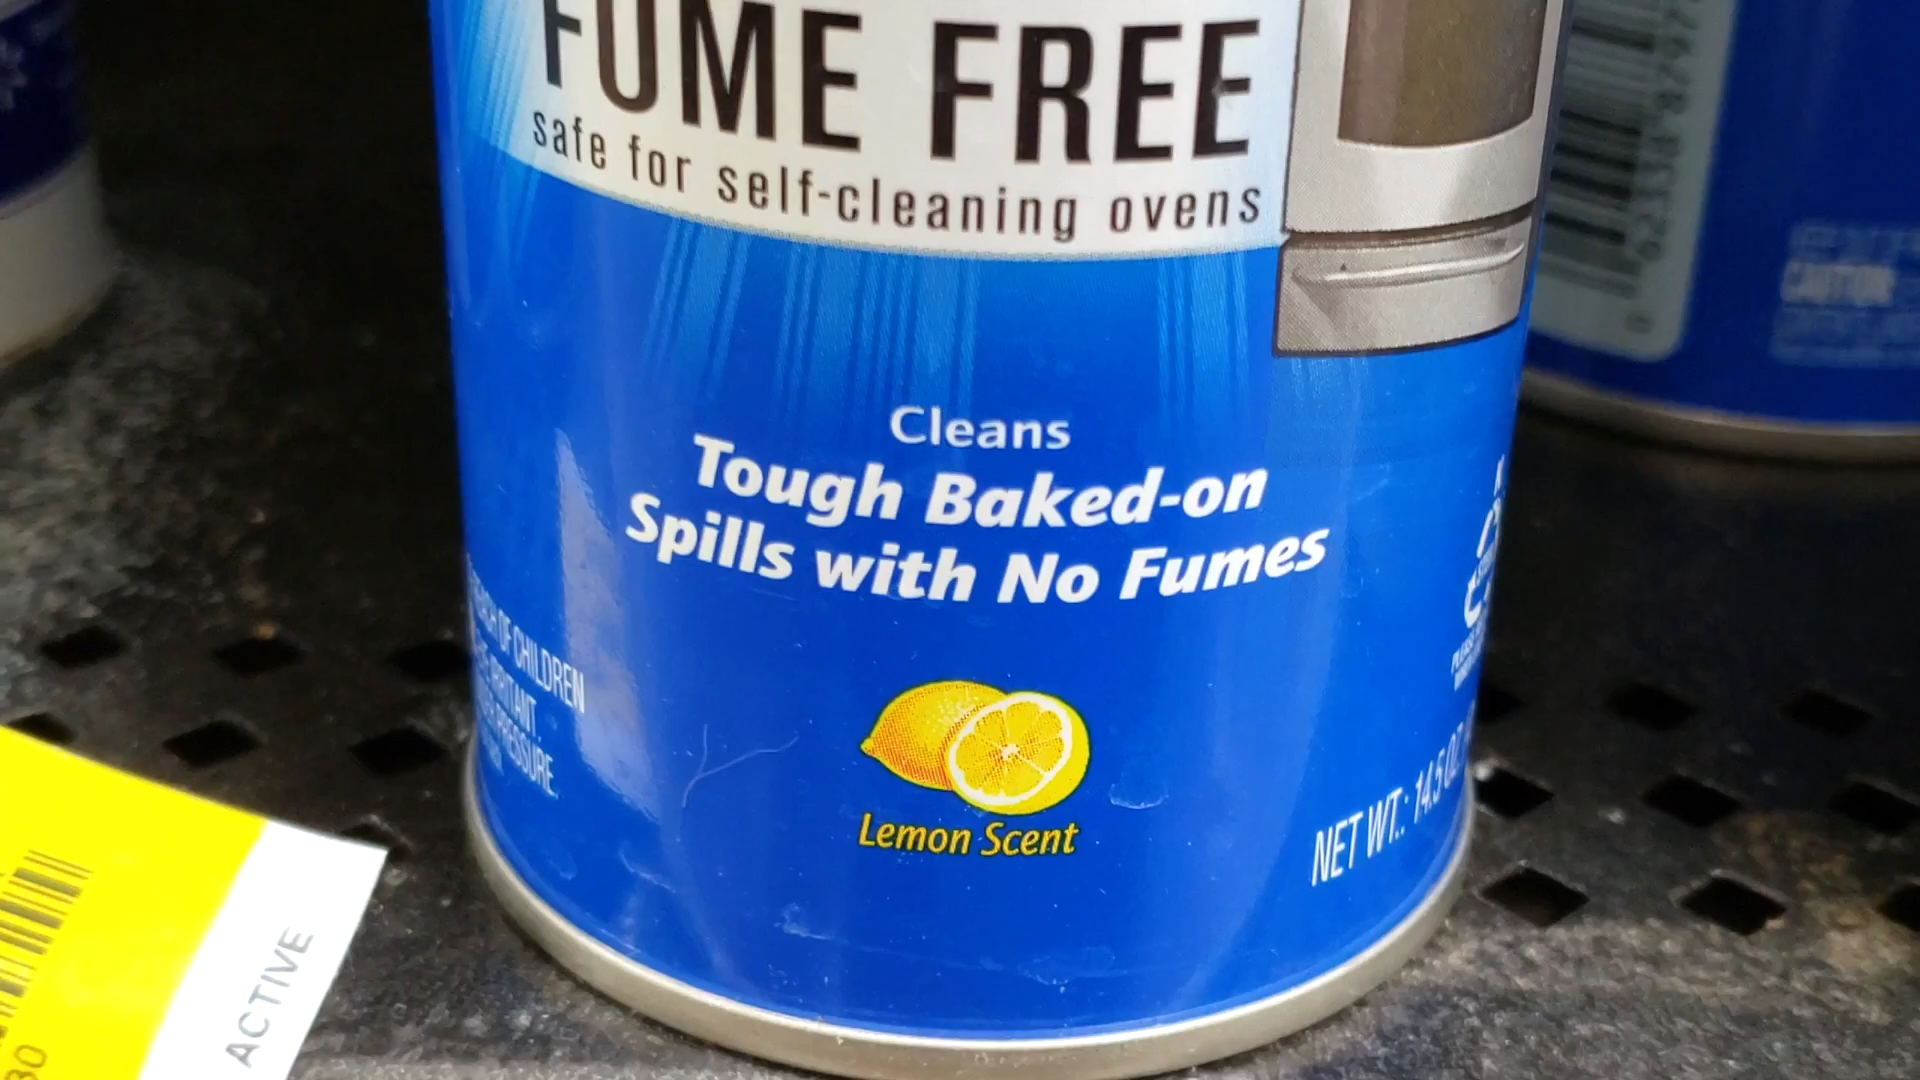 FUME FREE
safe for self-cleaning ovens
Cleans
Tough Baked-on
Spills with No Fumes
OF CHILDREN
IRRITANT.
PRESSURE.
Lemon Scent
NET WT.: 14.5 OZ
CAUTION
ACTIVE